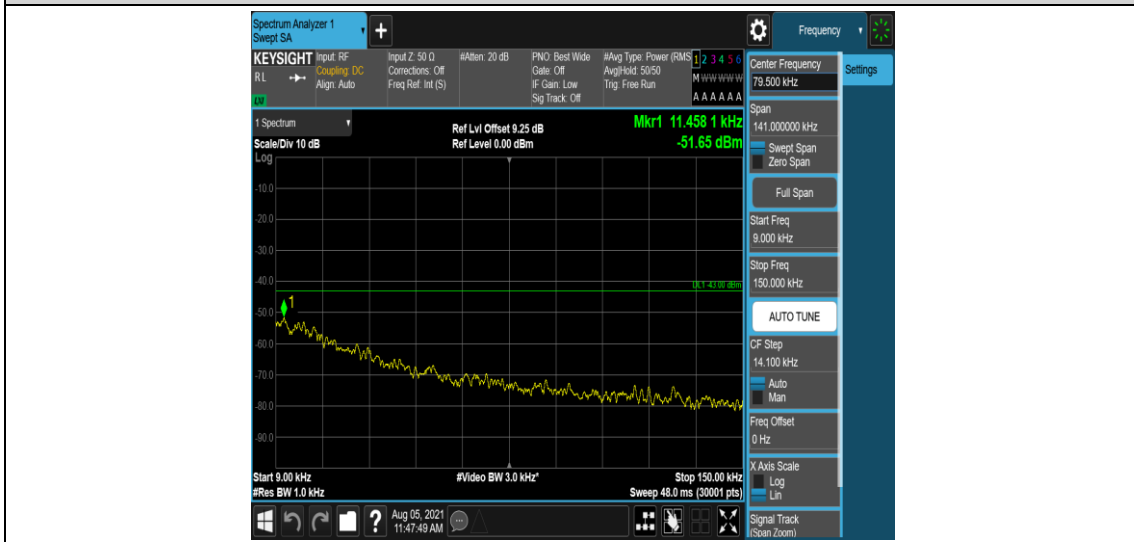 Spectrum Analyzer 1
Swept SA
+
Frequency
KEYSIGHT
RL
LXI
Input: RF
Coupling: DC
Align: Auto
Input Z: 50 Ω
Corrections: Off
Freq Ref: Int (S)
#Atten: 20 dB
PNO: Best Wide
Gate: Off
IF Gain: Low
Sig Track: Off
#Avg Type: Power (RMS
Avg|Hold: 50/50
Trig: Free Run
1 2 3 4 5 6
M W W W W W
A A A A A A
1 Spectrum
Scale/Div 10 dB
Log
Ref Lvl Offset 9.25 dB
Ref Level 0.00 dBm
Mkr1 11.458 1 kHz
-51.65 dBm
-10.0
-20.0
-30.0
-40.0
DL1 -43.00 dBm
-50.0
1
-60.0
-70.0
-80.0
-90.0
Start 9.00 kHz
#Res BW 1.0 kHz
#Video BW 3.0 kHz*
Stop 150.00 kHz
Sweep 48.0 ms (30001 pts)
?
Aug 05, 2021
11:47:49 AM
Center Frequency
79.500 kHz
Settings
Span
141.000000 kHz
Swept Span
Zero Span
Full Span
Start Freq
9.000 kHz
Stop Freq
150.000 kHz
AUTO TUNE
CF Step
14.100 kHz
Auto
Man
Freq Offset
0 Hz
X Axis Scale
Log
Lin
Signal Track
(Span Zoom)